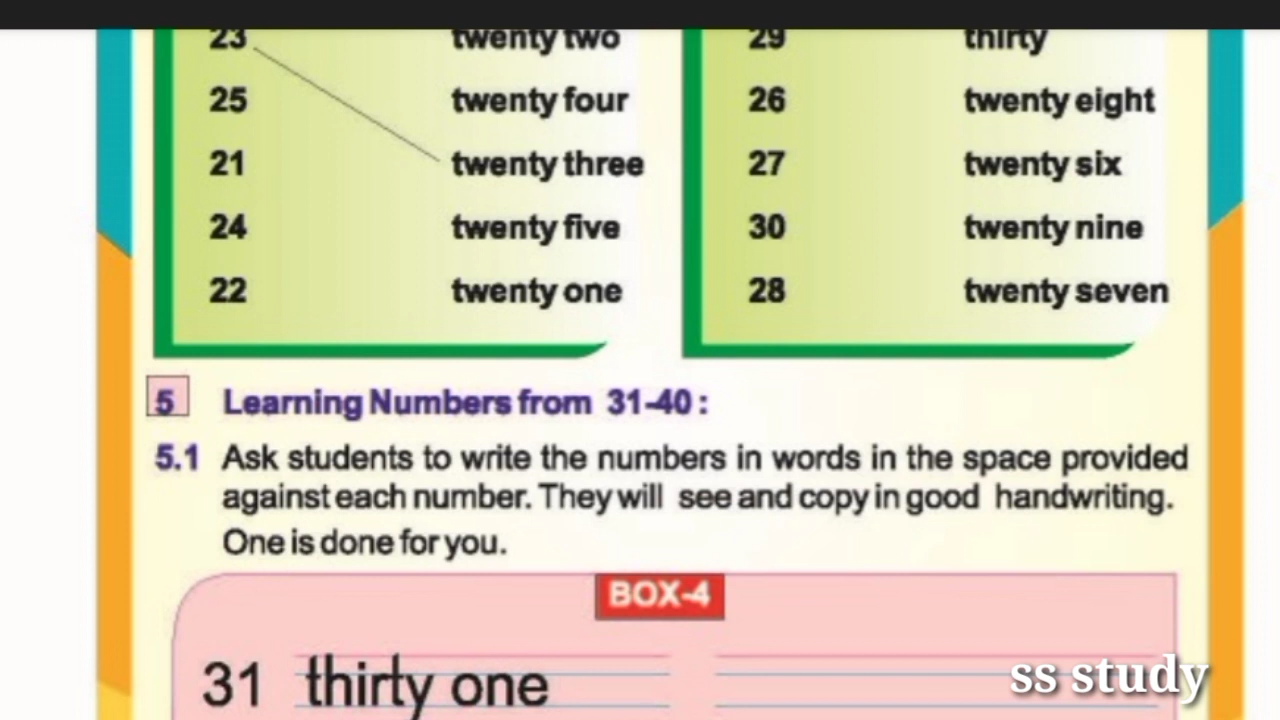 23 twenty two 29 thirty
25 twenty four 26 twenty eight
21 twenty three 27 twenty six
24 twenty five 30 twenty nine
22 twenty one 28 twenty seven
5 Learning Numbers from 31-40 :
5.1 Ask students to write the numbers in words in the space provided
against each number. They will see and copy in good handwriting.
One is done for you.
BOX-4
31 thirty one
ss study